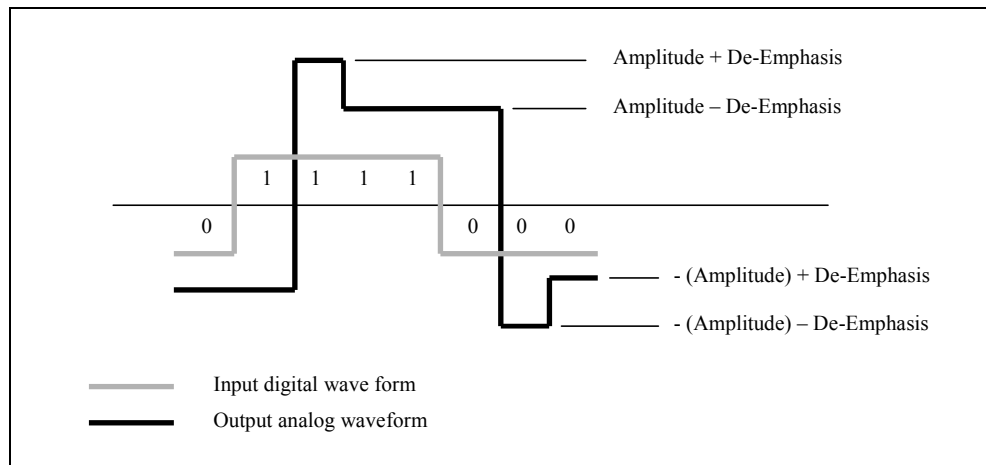 Amplitude + De-Emphasis
Amplitude – De-Emphasis
1 1 1 1
0 0 0 0
- (Amplitude) + De-Emphasis
- (Amplitude) – De-Emphasis
Input digital wave form
Output analog waveform